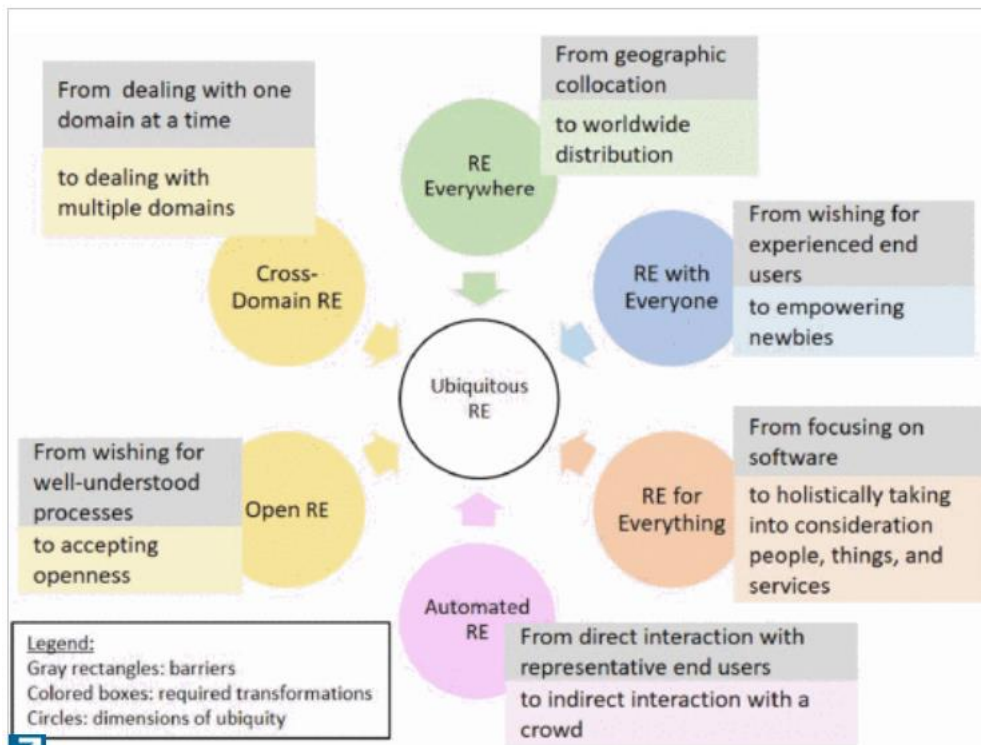 From geographic
collocation
to worldwide
distribution
From dealing with one
domain at a time
to dealing with
multiple domains
RE
Everywhere
From wishing for
experienced end
users
to empowering
newbies
RE with
Everyone
Cross-
Domain RE
Ubiquitous
RE
From focusing on
software
to holistically taking
into consideration
people, things, and
services
RE for
Everything
From wishing for
well-understood
processes
to accepting
openness
Open RE
Automated
RE
From direct interaction with
representative end users
to indirect interaction with a
crowd
Legend:
Gray rectangles: barriers
Colored boxes: required transformations
Circles: dimensions of ubiquity